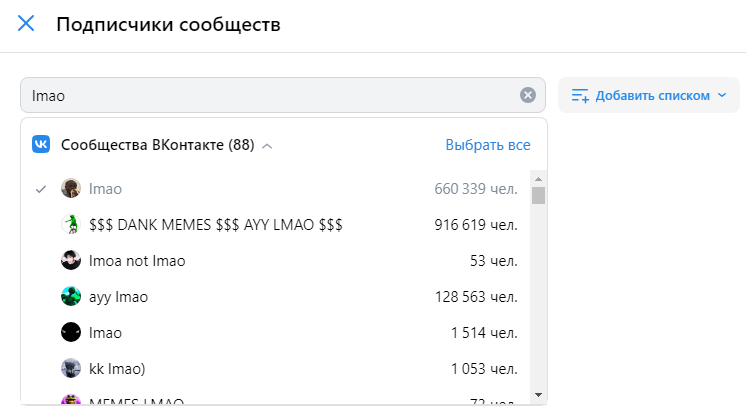 Подписчики сообществ
lmao
Добавить списком
Сообщества ВКонтакте (88)
Выбрать все
lmao 660 339 чел.
$$$ DANK MEMES $$$ AYY LMAO $$$ 916 619 чел.
lmoa not lmao 53 чел.
ayy lmao 128 563 чел.
lmao 1 514 чел.
kk lmao) 1 053 чел.
MEMES LMAO 73 чел.